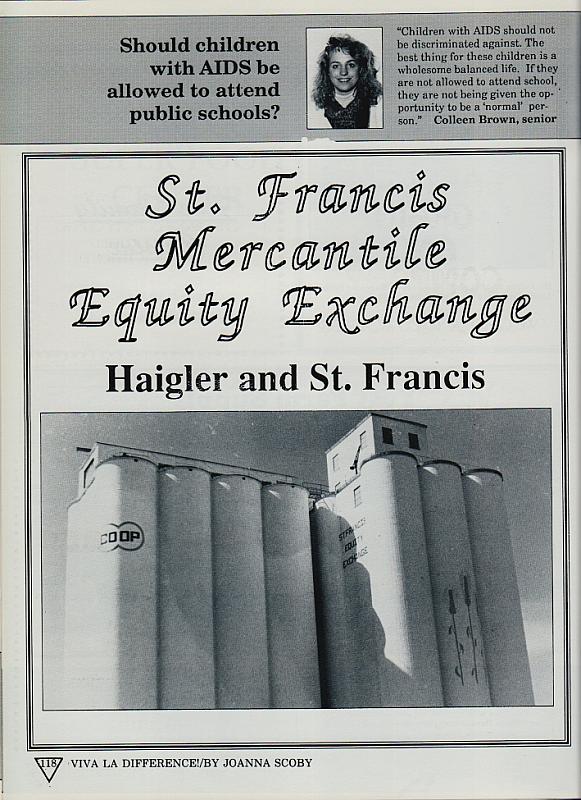 Should children
with AIDS be
allowed to attend
public schools?
"Children with AIDS should not
be discriminated against. The
best thing for these children is a
wholesome balanced life. If they
are not allowed to attend school,
they are not being given the op-
portunity to be a 'normal' per-
son." Colleen Brown, senior
St. Francis
Mercantile
Equity Exchange
Haigler and St. Francis
CO OP
ST FRANCIS
EQUITY
EXCHANGE
118 VIVA LA DIFFERENCE!/BY JOANNA SCOBY